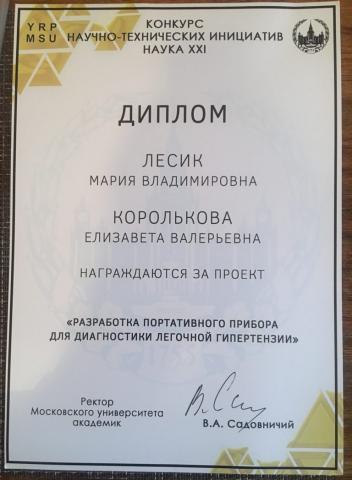 YRP
MSU
КОНКУРС
НАУЧНО-ТЕХНИЧЕСКИХ ИНИЦИАТИВ
НАУКА XXI
ДИПЛОМ
ЛЕСИК
МАРИЯ ВЛАДИМИРОВНА
КОРОЛЬКОВА
ЕЛИЗАВЕТА ВАЛЕРЬЕВНА
НАГРАЖДАЮТСЯ ЗА ПРОЕКТ
«РАЗРАБОТКА ПОРТАТИВНОГО ПРИБОРА
ДЛЯ ДИАГНОСТИКИ ЛЕГОЧНОЙ ГИПЕРТЕНЗИИ»
1755
Ректор
Московского университета
академик
В.А. Садовничий